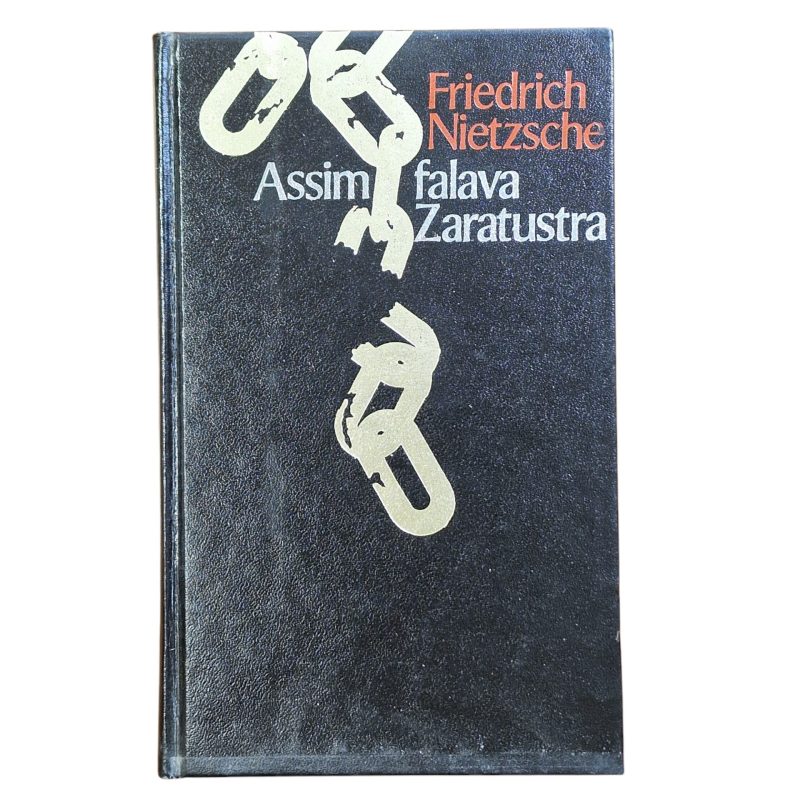 Friedrich
Nietzsche
Assim falava
Zaratustra